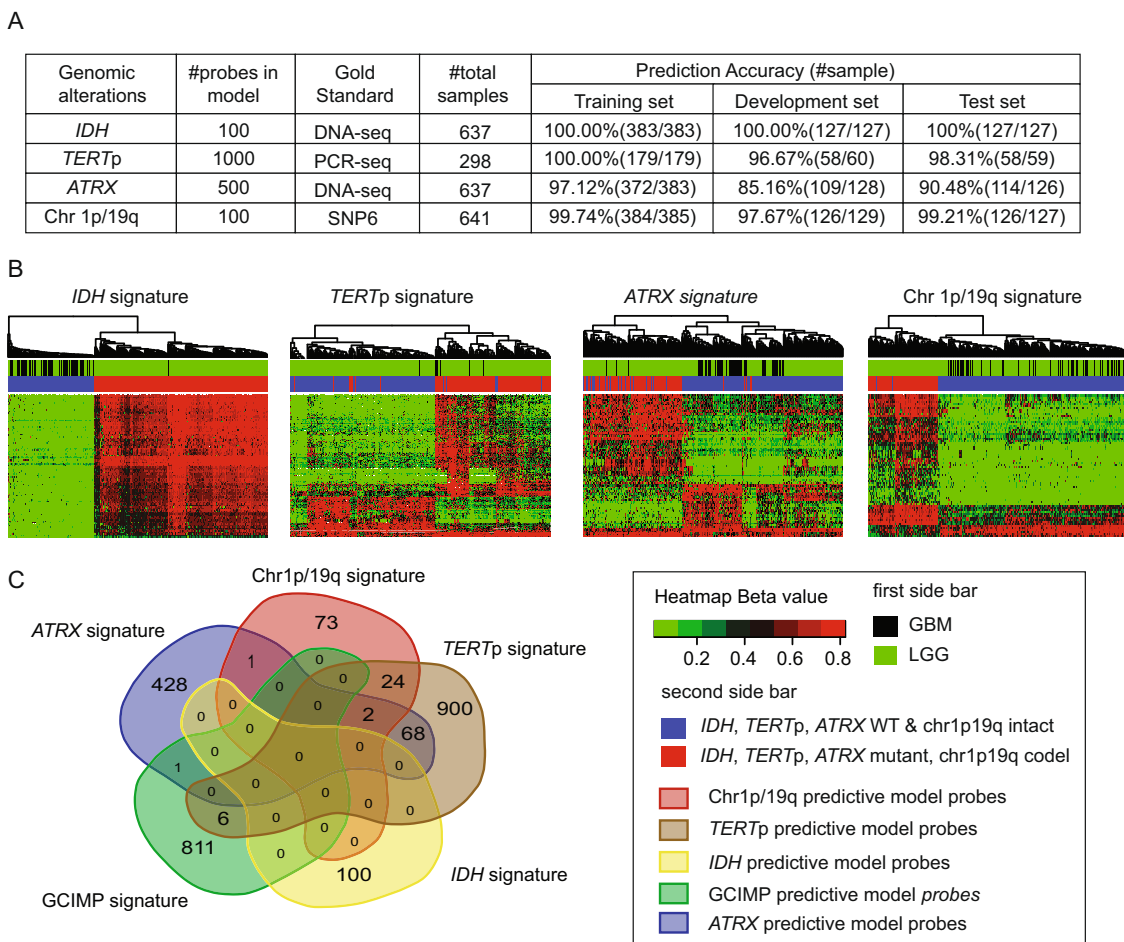 A
Genomic alterations | #probes in model | Gold Standard | #total samples | Prediction Accuracy (#sample)
Training set | Development set | Test set
IDH | 100 | DNA-seq | 637 | 100.00%(383/383) | 100.00%(127/127) | 100%(127/127)
TERTp | 1000 | PCR-seq | 298 | 100.00%(179/179) | 96.67%(58/60) | 98.31%(58/59)
ATRX | 500 | DNA-seq | 637 | 97.12%(372/383) | 85.16%(109/128) | 90.48%(114/126)
Chr 1p/19q | 100 | SNP6 | 641 | 99.74%(384/385) | 97.67%(126/129) | 99.21%(126/127)
B
IDH signature
TERTp signature
ATRX signature
Chr 1p/19q signature
C
Chr1p/19q signature
ATRX signature
TERTp signature
73
1
0
428
0
24
900
0
0
0
2
0
0
68
0
0
0
0
1
0
0
0
0
0
0
6
0
0
811
0
0
100
GCIMP signature
IDH signature
Heatmap Beta value
0.2 0.4 0.6 0.8
first side bar
GBM
LGG
second side bar
IDH, TERTp, ATRX WT & chr1p19q intact
IDH, TERTp, ATRX mutant, chr1p19q codel
Chr1p/19q predictive model probes
TERTp predictive model probes
IDH predictive model probes
GCIMP predictive model probes
ATRX predictive model probes